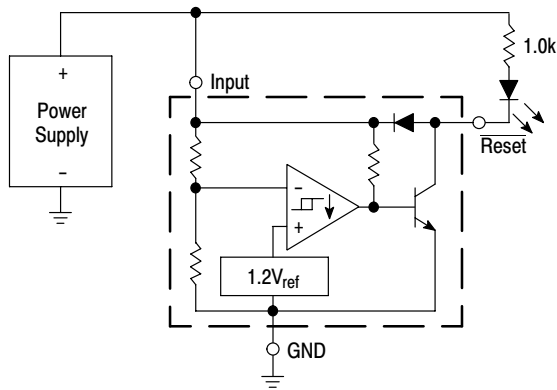 1.0k
+
Input
Power
Supply
Reset
−
−
+
1.2Vref
GND